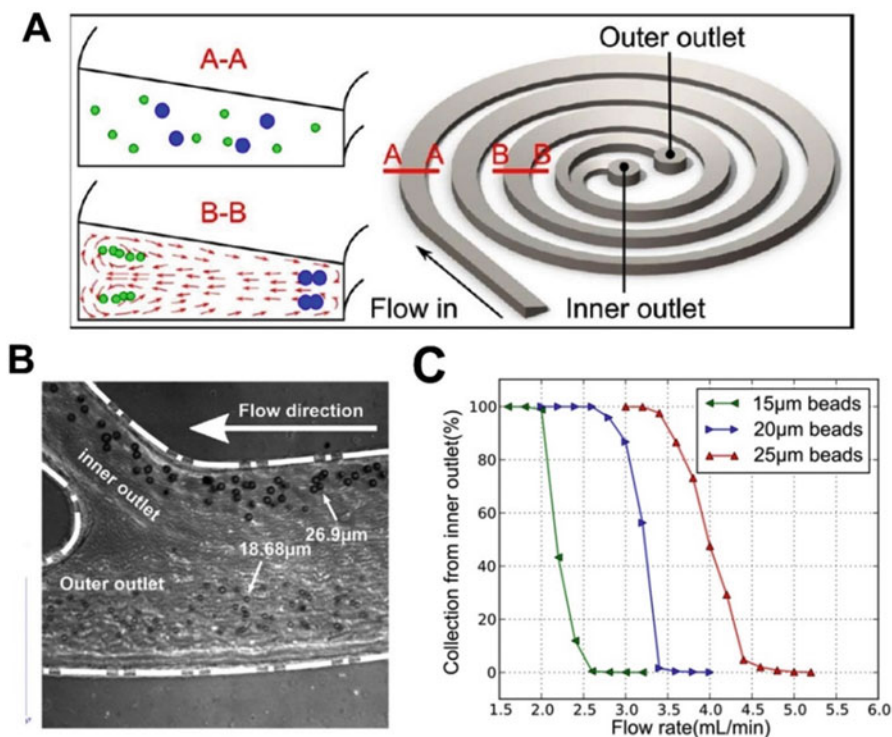 A
A-A
B-B
Outer outlet
A A B B
Flow in
Inner outlet
B
Flow direction
inner outlet
26.9µm
18.68µm
Outer outlet
C
Collection from inner outlet(%)
100
80
60
40
20
0
15µm beads
20µm beads
25µm beads
1.5 2.0 2.5 3.0 3.5 4.0 4.5 5.0 5.5 6.0
Flow rate(mL/min)